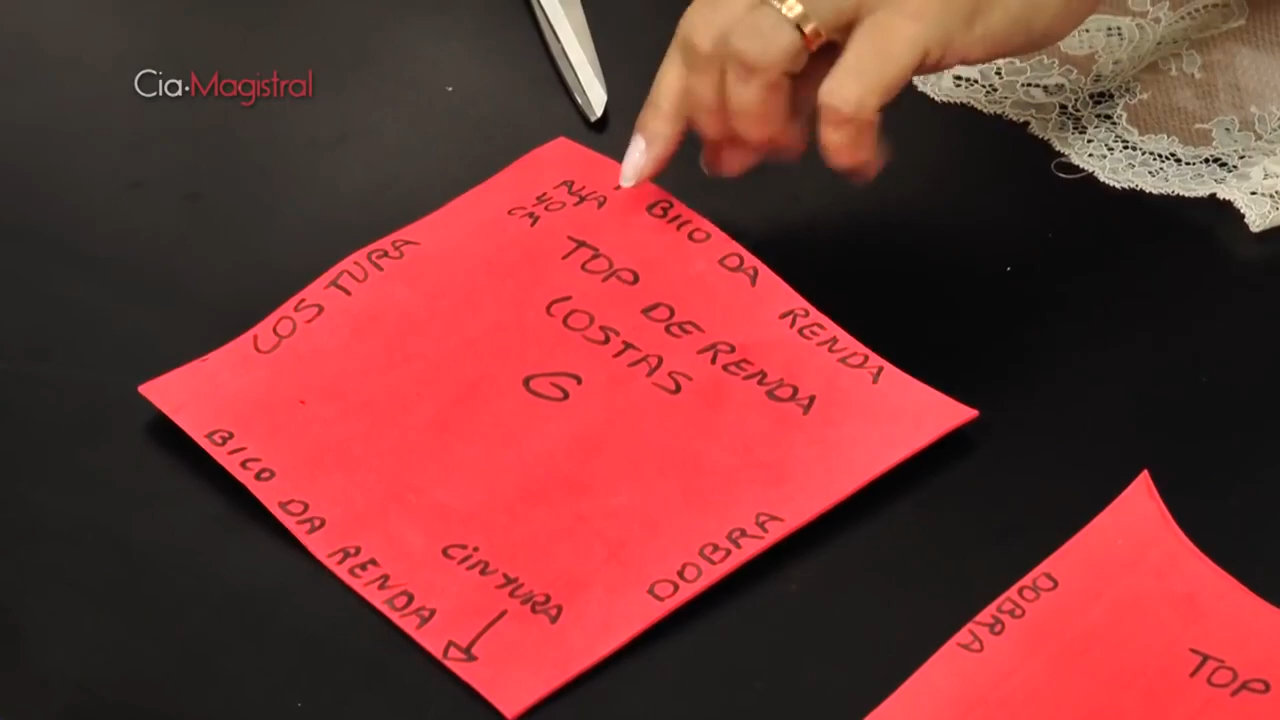 Cia·Magistral
ALÇA
40
CM
BICO DA RENDA
TOP DE RENDA
COSTAS
G
COSTURA
BICO DA RENDA
CINTURA
DOBRA
DOBRA
TOP